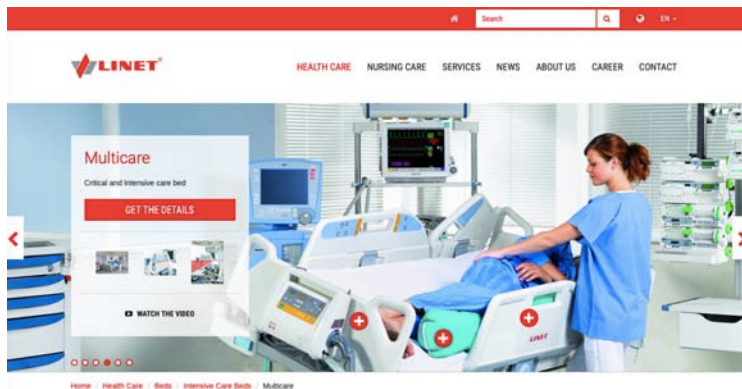 Search
EN
LINET
HEALTH CARE NURSING CARE SERVICES NEWS ABOUT US CAREER CONTACT
Multicare
Critical and Intensive care bed
GET THE DETAILS
WATCH THE VIDEO
LINET
Home / Health Care / Beds / Intensive Care Beds / Multicare